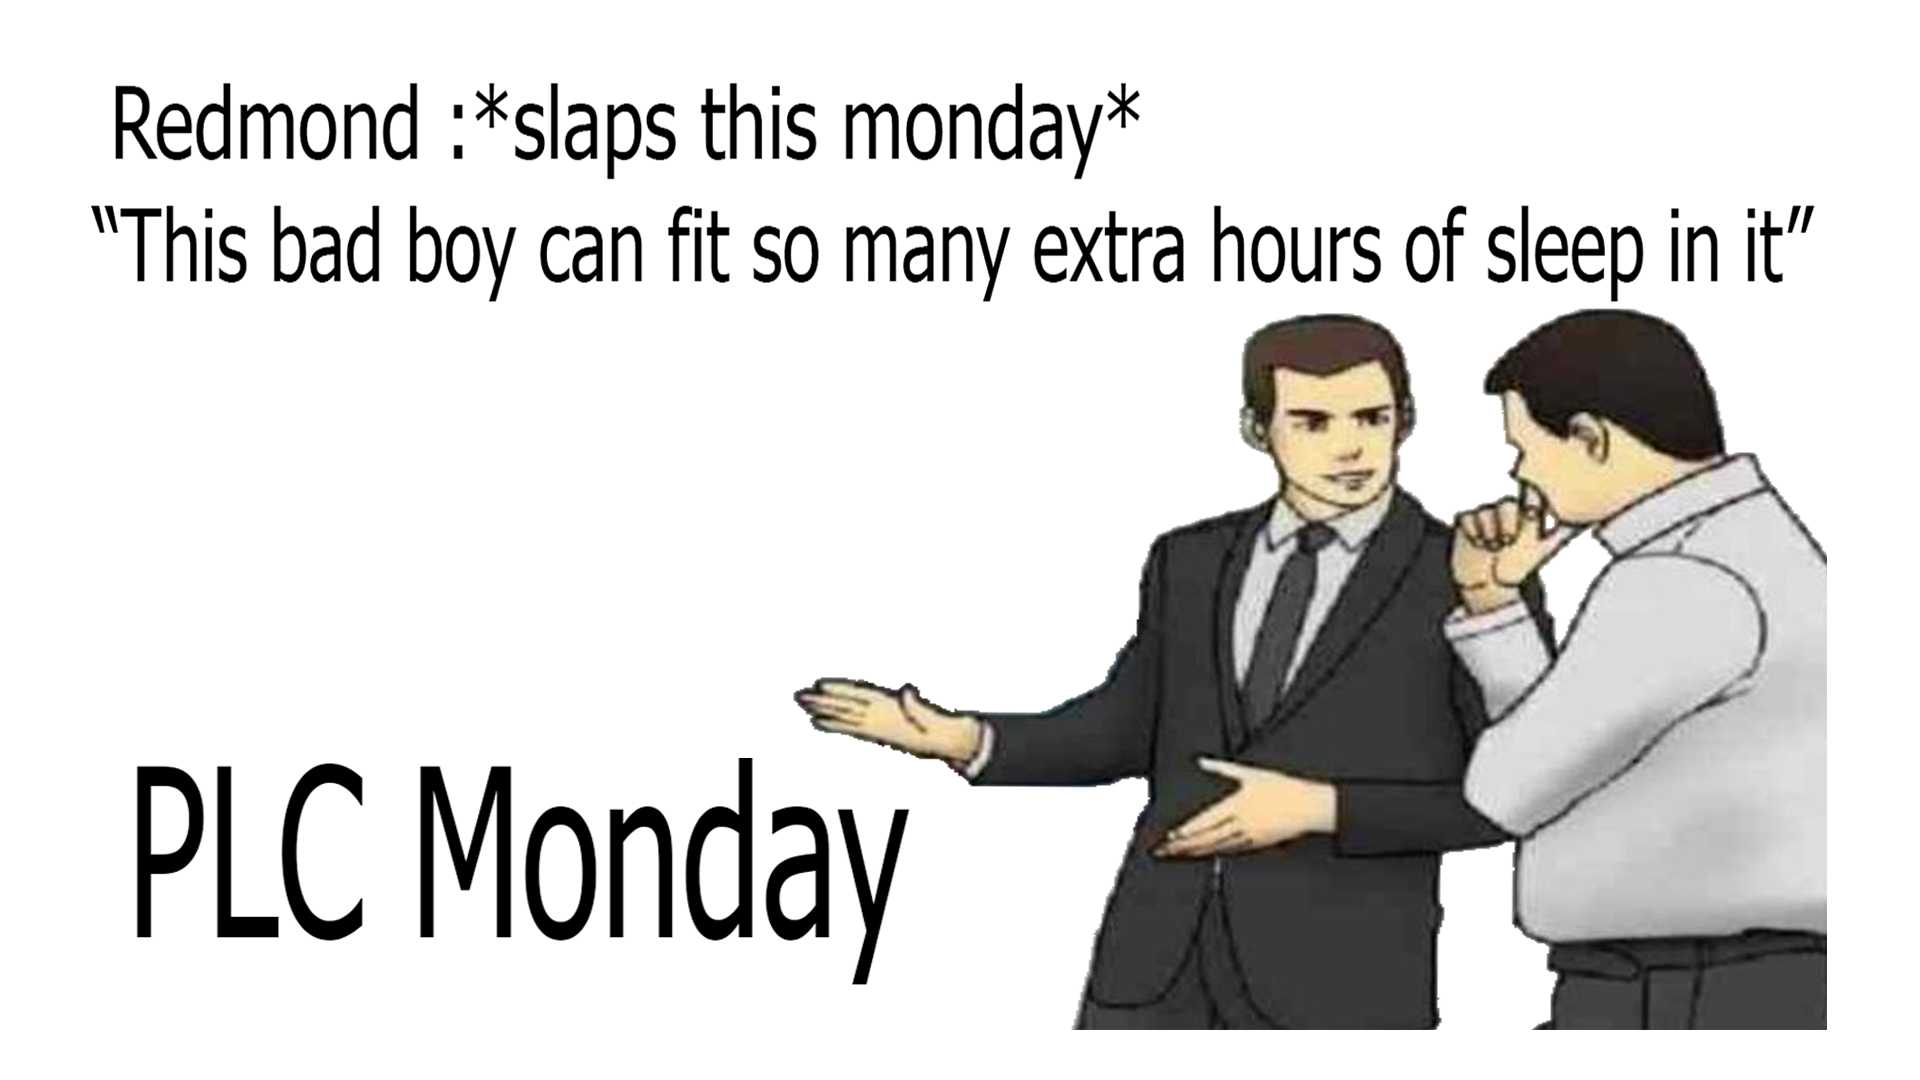 Redmond :*slaps this monday*
“This bad boy can fit so many extra hours of sleep in it”
PLC Monday